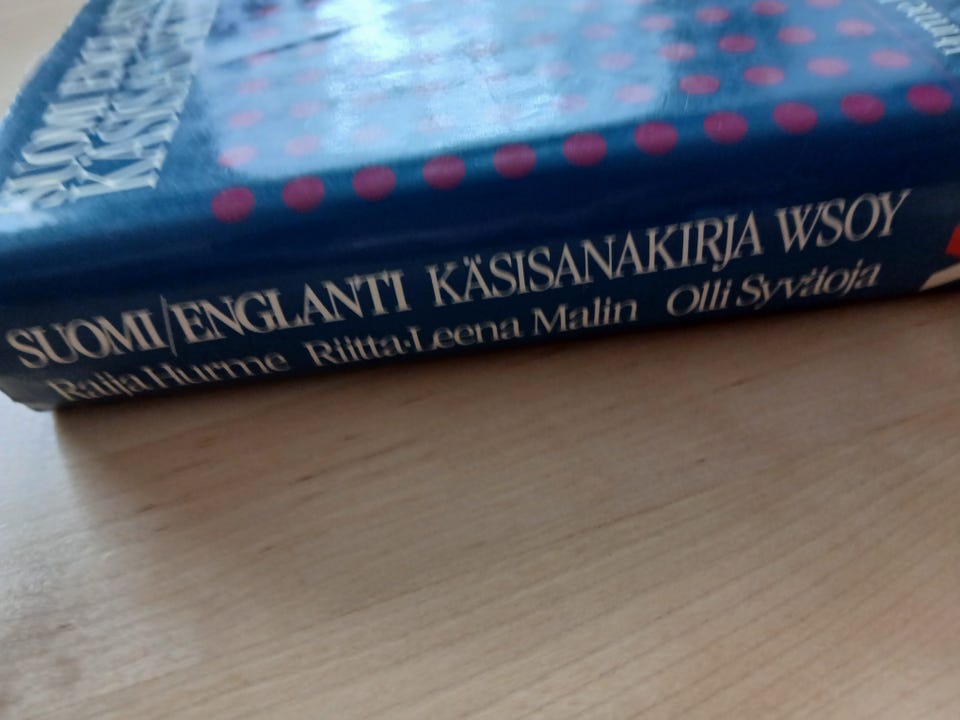 SUOMI/ENGLANTI KÄSISANAKIRJA WSOY
Raija Hurme Riitta-Leena Malin Olli Syväoja